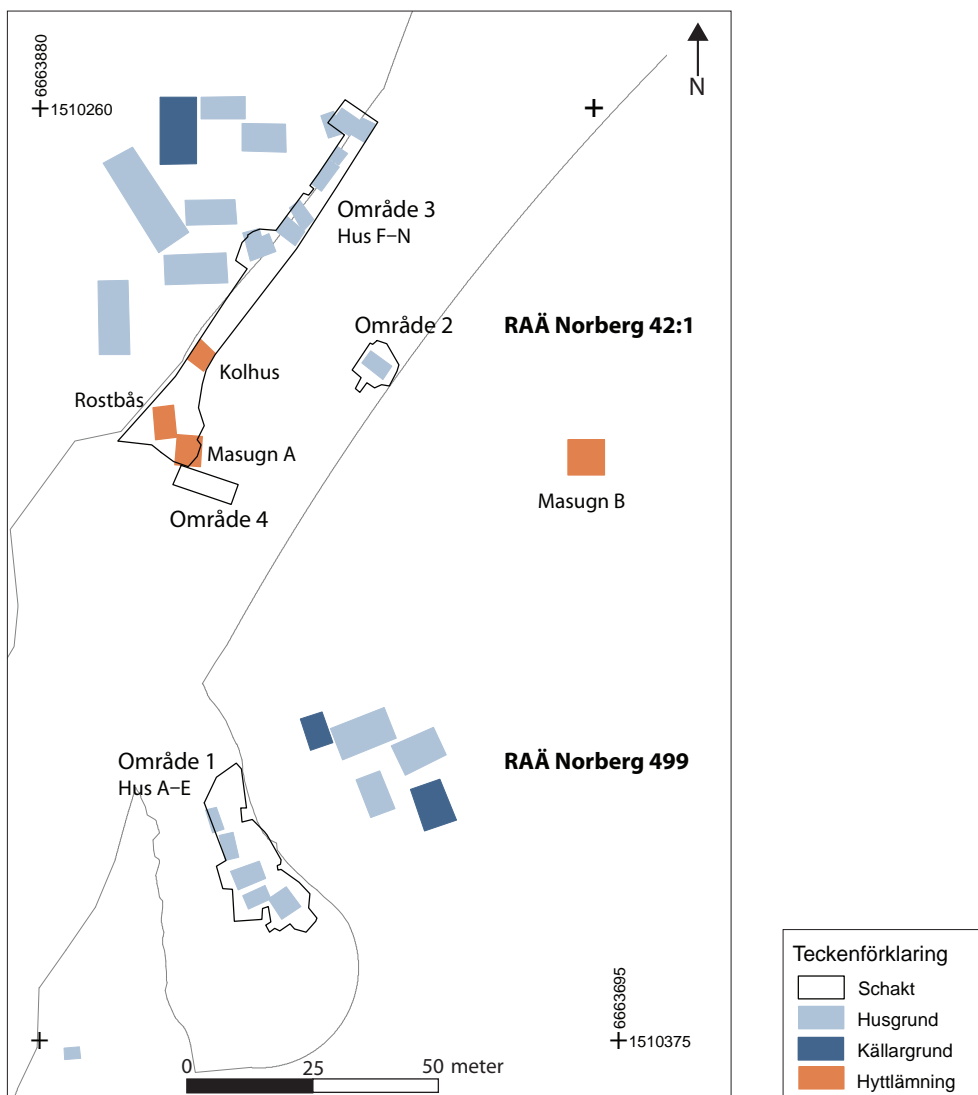 6663880
1510260
N
Område 3
Hus F–N
Område 2
RAÄ Norberg 42:1
Kolhus
Rostbås
Masugn A
Masugn B
Område 4
Område 1
Hus A–E
RAÄ Norberg 499
6663695
1510375
0 25 50 meter
Teckenförklaring
Schakt
Husgrund
Källargrund
Hyttlämning